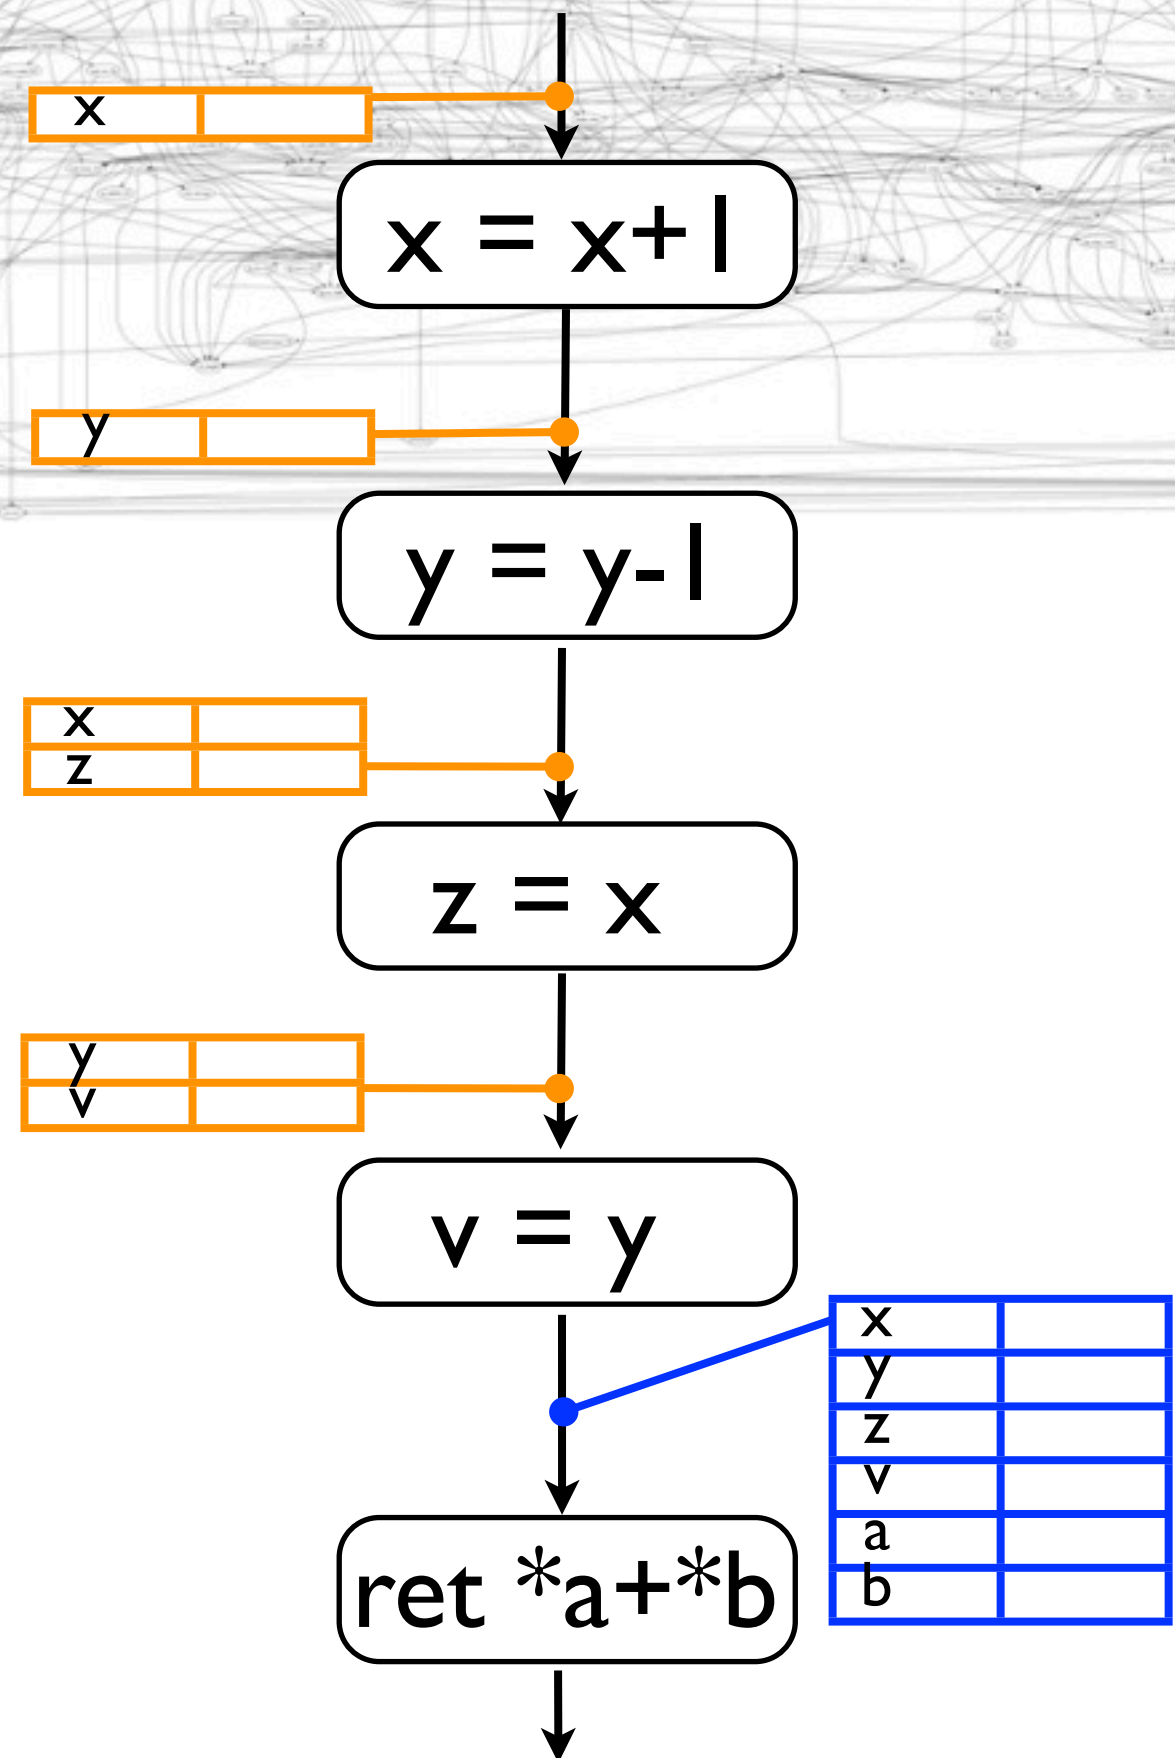 x
x = x+1
y
y = y-1
x
z
z = x
y
v
v = y
x
y
z
v
a
b
ret *a+*b